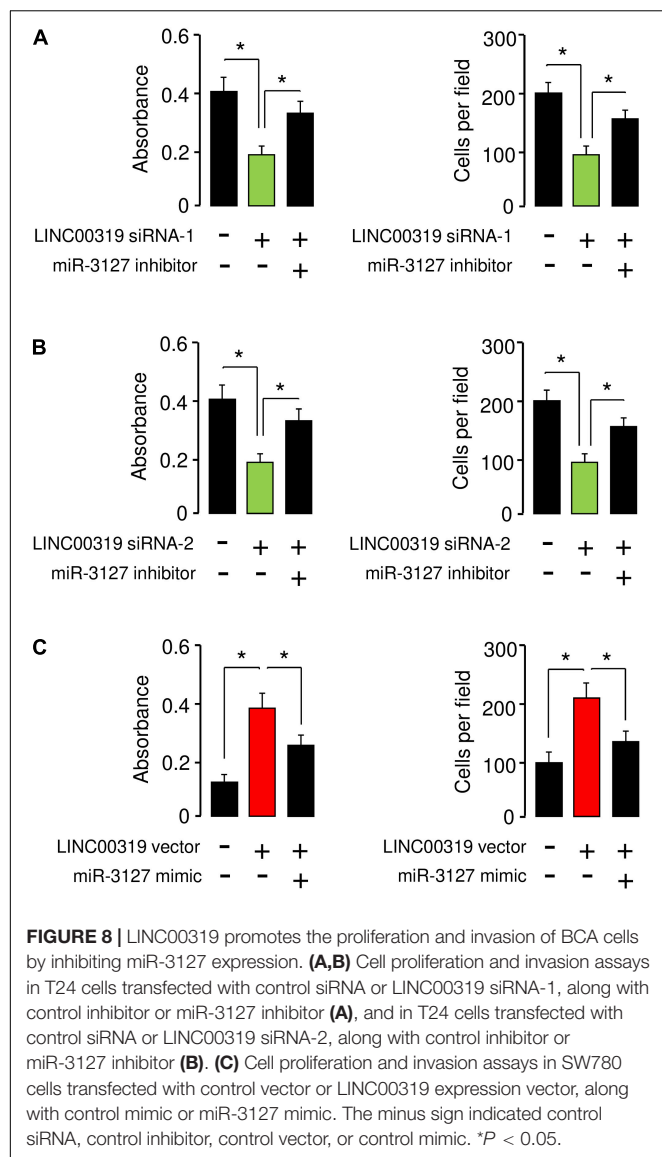 A
0.6
0.4
0.2
0
Absorbance
* *
LINC00319 siRNA-1 - + +
miR-3127 inhibitor - - +
300
200
100
0
Cells per field
* *
LINC00319 siRNA-1 - + +
miR-3127 inhibitor - - +
B
0.6
0.4
0.2
0
Absorbance
* *
LINC00319 siRNA-2 - + +
miR-3127 inhibitor - - +
300
200
100
0
Cells per field
* *
LINC00319 siRNA-2 - + +
miR-3127 inhibitor - - +
C
0.6
0.4
0.2
0
Absorbance
* *
LINC00319 vector - + +
miR-3127 mimic - - +
300
200
100
0
Cells per field
* *
LINC00319 vector - + +
miR-3127 mimic - - +
FIGURE 8 | LINC00319 promotes the proliferation and invasion of BCA cells
by inhibiting miR-3127 expression. (A,B) Cell proliferation and invasion assays
in T24 cells transfected with control siRNA or LINC00319 siRNA-1, along with
control inhibitor or miR-3127 inhibitor (A), and in T24 cells transfected with
control siRNA or LINC00319 siRNA-2, along with control inhibitor or
miR-3127 inhibitor (B). (C) Cell proliferation and invasion assays in SW780
cells transfected with control vector or LINC00319 expression vector, along
with control mimic or miR-3127 mimic. The minus sign indicated control
siRNA, control inhibitor, control vector, or control mimic. *P < 0.05.